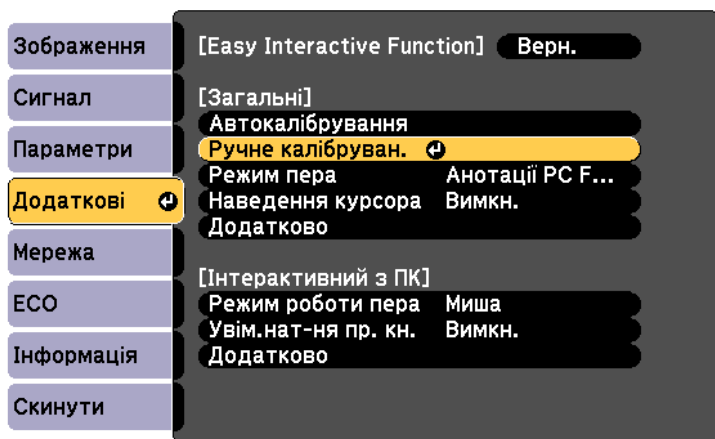 Зображення
Сигнал
Параметри
Додаткові
Мережа
ECO
Інформація
Скинути
[Easy Interactive Function] Верн.
[Загальні]
Автокалібрування
Ручне калібруван.
Режим пера Анотації PC F...
Наведення курсора Вимкн.
Додатково
[Інтерактивний з ПК]
Режим роботи пера Миша
Увім.нат-ня пр. кн. Вимкн.
Додатково